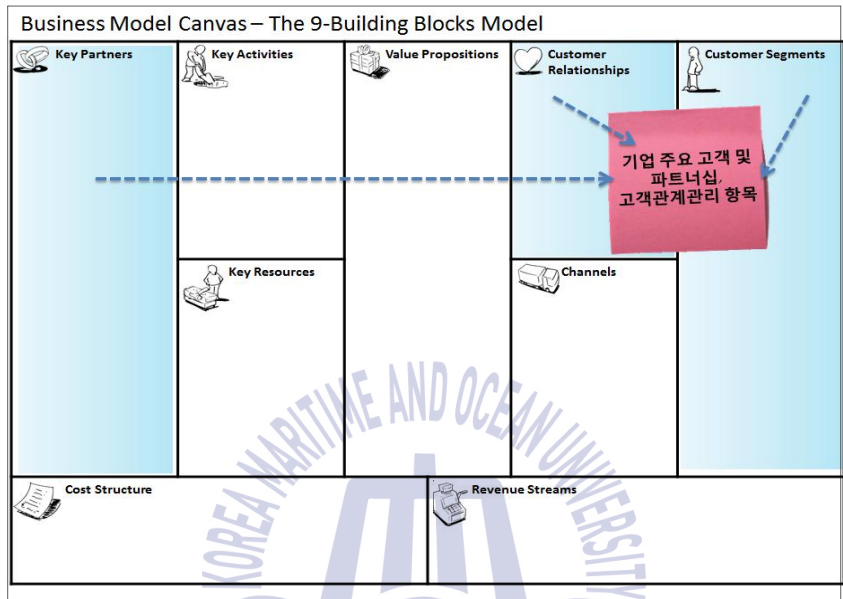 Business Model Canvas – The 9-Building Blocks Model
Key Partners
Key Activities
Value Propositions
Customer
Relationships
Customer Segments
기업 주요 고객 및
파트너십,
고객관계관리 항목
Key Resources
Channels
Cost Structure
Revenue Streams
KOREA MARITIME AND OCEAN UNIVERSITY